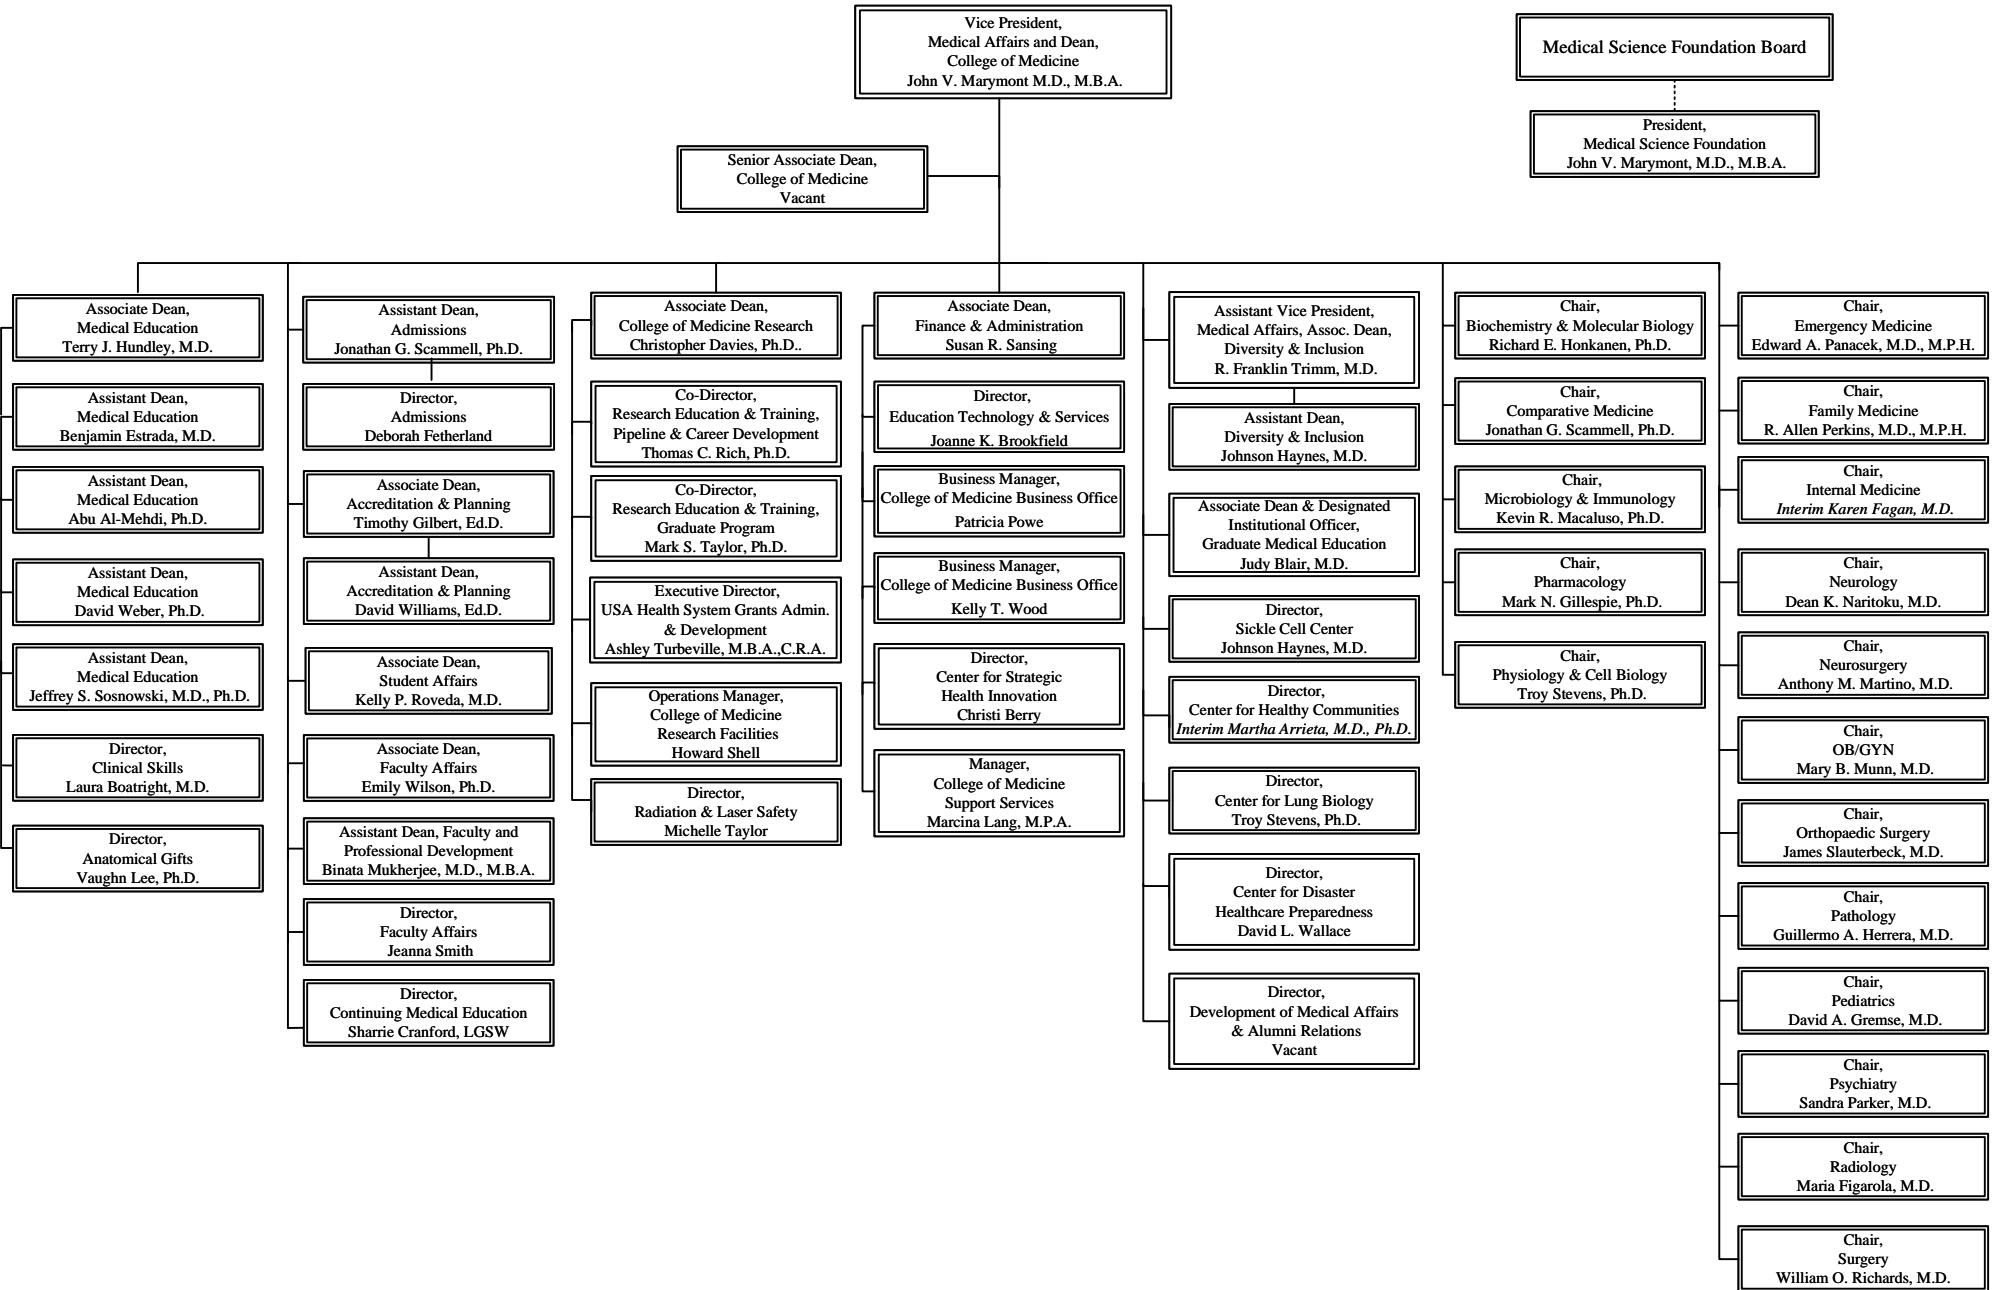 Vice President,
Medical Affairs and Dean,
College of Medicine
John V. Marymont M.D., M.B.A.
Medical Science Foundation Board
President,
Medical Science Foundation
John V. Marymont, M.D., M.B.A.
Senior Associate Dean,
College of Medicine
Vacant
Associate Dean,
Medical Education
Terry J. Hundley, M.D.
Assistant Dean,
Medical Education
Benjamin Estrada, M.D.
Assistant Dean,
Medical Education
Abu Al-Mehdi, Ph.D.
Assistant Dean,
Medical Education
David Weber, Ph.D.
Assistant Dean,
Medical Education
Jeffrey S. Sosnowski, M.D., Ph.D.
Director,
Clinical Skills
Laura Boatright, M.D.
Director,
Anatomical Gifts
Vaughn Lee, Ph.D.
Assistant Dean,
Admissions
Jonathan G. Scammell, Ph.D.
Director,
Admissions
Deborah Fetherland
Associate Dean,
Accreditation & Planning
Timothy Gilbert, Ed.D.
Assistant Dean,
Accreditation & Planning
David Williams, Ed.D.
Associate Dean,
Student Affairs
Kelly P. Roveda, M.D.
Associate Dean,
Faculty Affairs
Emily Wilson, Ph.D.
Assistant Dean, Faculty and
Professional Development
Binata Mukherjee, M.D., M.B.A.
Director,
Faculty Affairs
Jeanna Smith
Director,
Continuing Medical Education
Sharrie Cranford, LGSW
Associate Dean,
College of Medicine Research
Christopher Davies, Ph.D..
Co-Director,
Research Education & Training,
Pipeline & Career Development
Thomas C. Rich, Ph.D.
Co-Director,
Research Education & Training,
Graduate Program
Mark S. Taylor, Ph.D.
Executive Director,
USA Health System Grants Admin.
& Development
Ashley Turbeville, M.B.A.,C.R.A.
Operations Manager,
College of Medicine
Research Facilities
Howard Shell
Director,
Radiation & Laser Safety
Michelle Taylor
Associate Dean,
Finance & Administration
Susan R. Sansing
Director,
Education Technology & Services
Joanne K. Brookfield
Business Manager,
College of Medicine Business Office
Patricia Powe
Business Manager,
College of Medicine Business Office
Kelly T. Wood
Director,
Center for Strategic
Health Innovation
Christi Berry
Manager,
College of Medicine
Support Services
Marcina Lang, M.P.A.
Assistant Vice President,
Medical Affairs, Assoc. Dean,
Diversity & Inclusion
R. Franklin Trimm, M.D.
Assistant Dean,
Diversity & Inclusion
Johnson Haynes, M.D.
Associate Dean & Designated
Institutional Officer,
Graduate Medical Education
Judy Blair, M.D.
Director,
Sickle Cell Center
Johnson Haynes, M.D.
Director,
Center for Healthy Communities
Interim Martha Arrieta, M.D., Ph.D.
Director,
Center for Lung Biology
Troy Stevens, Ph.D.
Director,
Center for Disaster
Healthcare Preparedness
David L. Wallace
Director,
Development of Medical Affairs
& Alumni Relations
Vacant
Chair,
Biochemistry & Molecular Biology
Richard E. Honkanen, Ph.D.
Chair,
Comparative Medicine
Jonathan G. Scammell, Ph.D.
Chair,
Microbiology & Immunology
Kevin R. Macaluso, Ph.D.
Chair,
Pharmacology
Mark N. Gillespie, Ph.D.
Chair,
Physiology & Cell Biology
Troy Stevens, Ph.D.
Chair,
Emergency Medicine
Edward A. Panacek, M.D., M.P.H.
Chair,
Family Medicine
R. Allen Perkins, M.D., M.P.H.
Chair,
Internal Medicine
Interim Karen Fagan, M.D.
Chair,
Neurology
Dean K. Naritoku, M.D.
Chair,
Neurosurgery
Anthony M. Martino, M.D.
Chair,
OB/GYN
Mary B. Munn, M.D.
Chair,
Orthopaedic Surgery
James Slauterbeck, M.D.
Chair,
Pathology
Guillermo A. Herrera, M.D.
Chair,
Pediatrics
David A. Gremse, M.D.
Chair,
Psychiatry
Sandra Parker, M.D.
Chair,
Radiology
Maria Figarola, M.D.
Chair,
Surgery
William O. Richards, M.D.